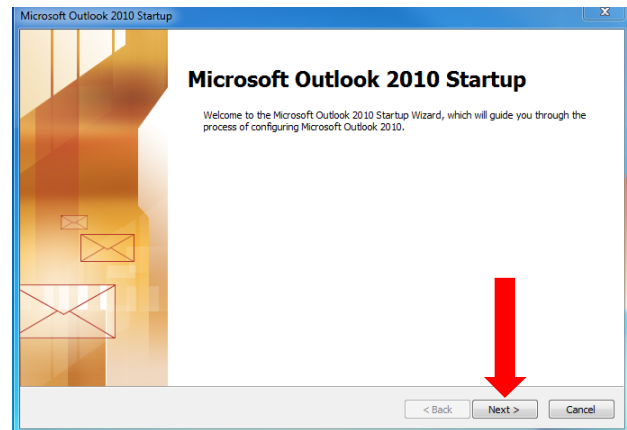 Microsoft Outlook 2010 Startup
x
Microsoft Outlook 2010 Startup
Welcome to the Microsoft Outlook 2010 Startup Wizard, which will guide you through the
process of configuring Microsoft Outlook 2010.
< Back Next > Cancel